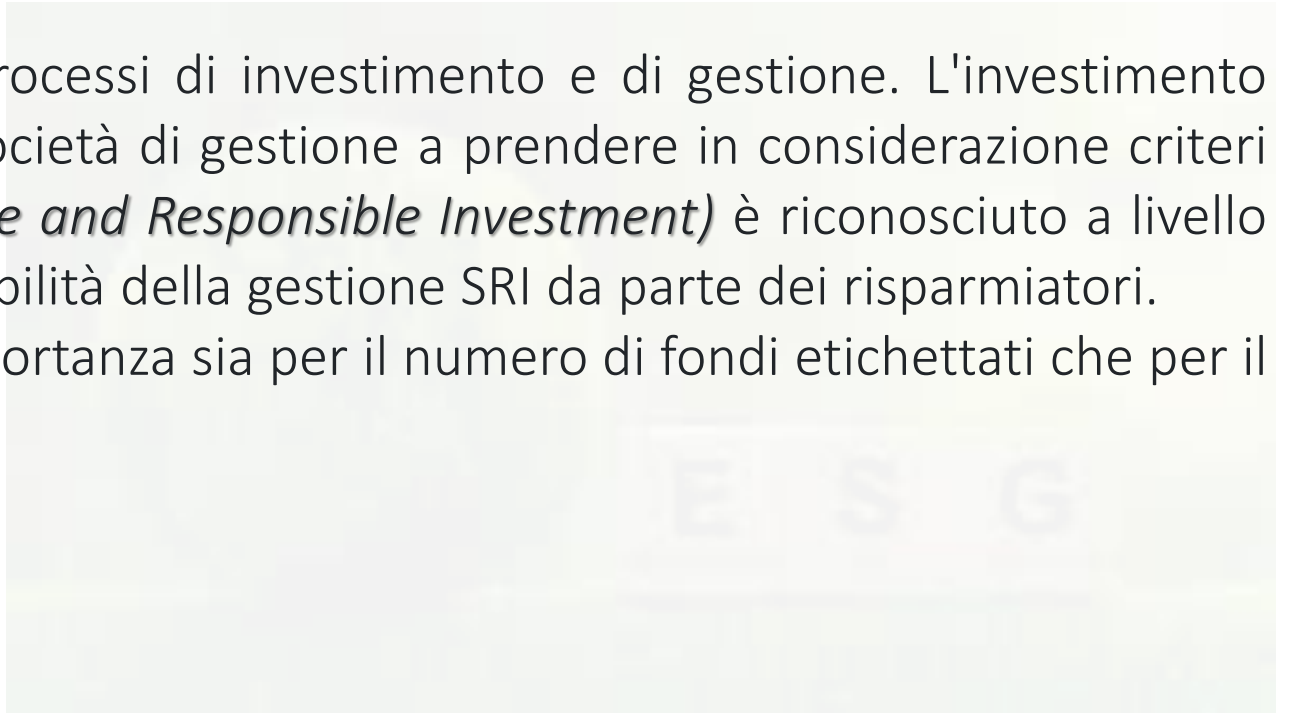 rocessi di investimento e di gestione. L'investimento
ocietà di gestione a prendere in considerazione criteri
e and Responsible Investment) è riconosciuto a livello
bilità della gestione SRI da parte dei risparmiatori.
ortanza sia per il numero di fondi etichettati che per il
E S G